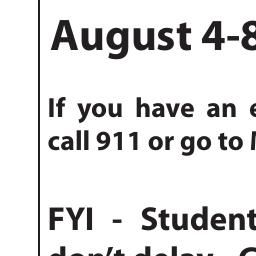 August 4-8
If you have an e
call 911 or go to M
FYI - Student
don't delay. C